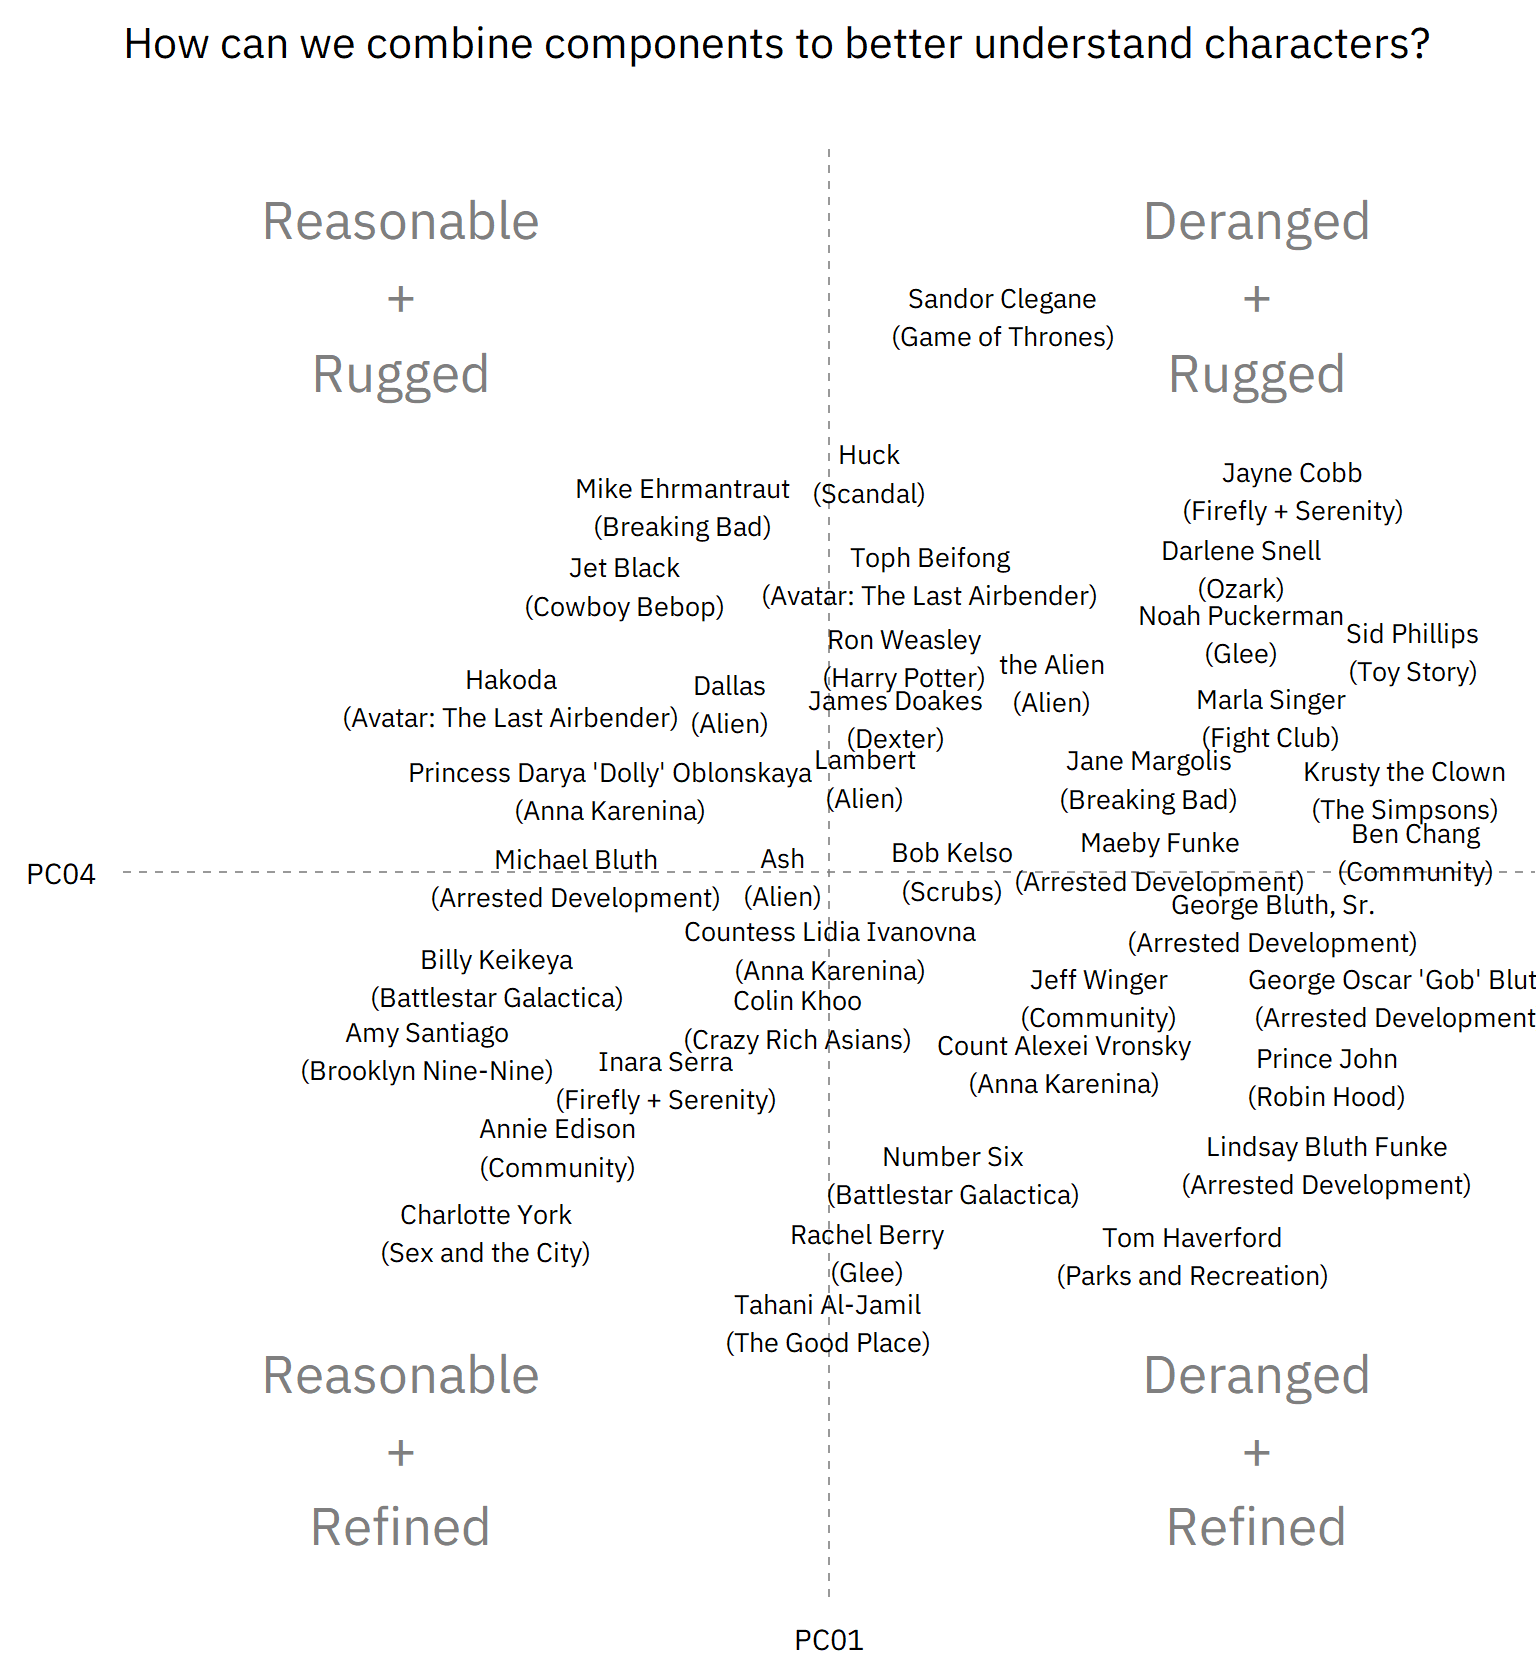 How can we combine components to better understand characters?
Reasonable
+
Rugged
Deranged
+
Rugged
Sandor Clegane
(Game of Thrones)
Huck
(Scandal)
Mike Ehrmantraut
(Breaking Bad)
Jayne Cobb
(Firefly + Serenity)
Jet Black
(Cowboy Bebop)
Toph Beifong
(Avatar: The Last Airbender)
Darlene Snell
(Ozark)
Noah Puckerman
(Glee)
Sid Phillips
(Toy Story)
Ron Weasley
(Harry Potter)
the Alien
(Alien)
Hakoda
(Avatar: The Last Airbender)
Dallas
(Alien)
James Doakes
(Dexter)
Marla Singer
(Fight Club)
Princess Darya 'Dolly' Oblonskaya
(Anna Karenina)
Lambert
(Alien)
Jane Margolis
(Breaking Bad)
Krusty the Clown
(The Simpsons)
Ben Chang
(Community)
Michael Bluth
(Arrested Development)
Ash
(Alien)
Bob Kelso
(Scrubs)
Maeby Funke
(Arrested Development)
PC04
George Bluth, Sr.
(Arrested Development)
Countess Lidia Ivanovna
(Anna Karenina)
Billy Keikeya
(Battlestar Galactica)
Colin Khoo
(Crazy Rich Asians)
Jeff Winger
(Community)
George Oscar 'Gob' Blut
(Arrested Development
Amy Santiago
(Brooklyn Nine-Nine)
Inara Serra
(Firefly + Serenity)
Count Alexei Vronsky
(Anna Karenina)
Prince John
(Robin Hood)
Annie Edison
(Community)
Number Six
(Battlestar Galactica)
Lindsay Bluth Funke
(Arrested Development)
Charlotte York
(Sex and the City)
Rachel Berry
(Glee)
Tom Haverford
(Parks and Recreation)
Tahani Al-Jamil
(The Good Place)
Reasonable
+
Refined
Deranged
+
Refined
PC01